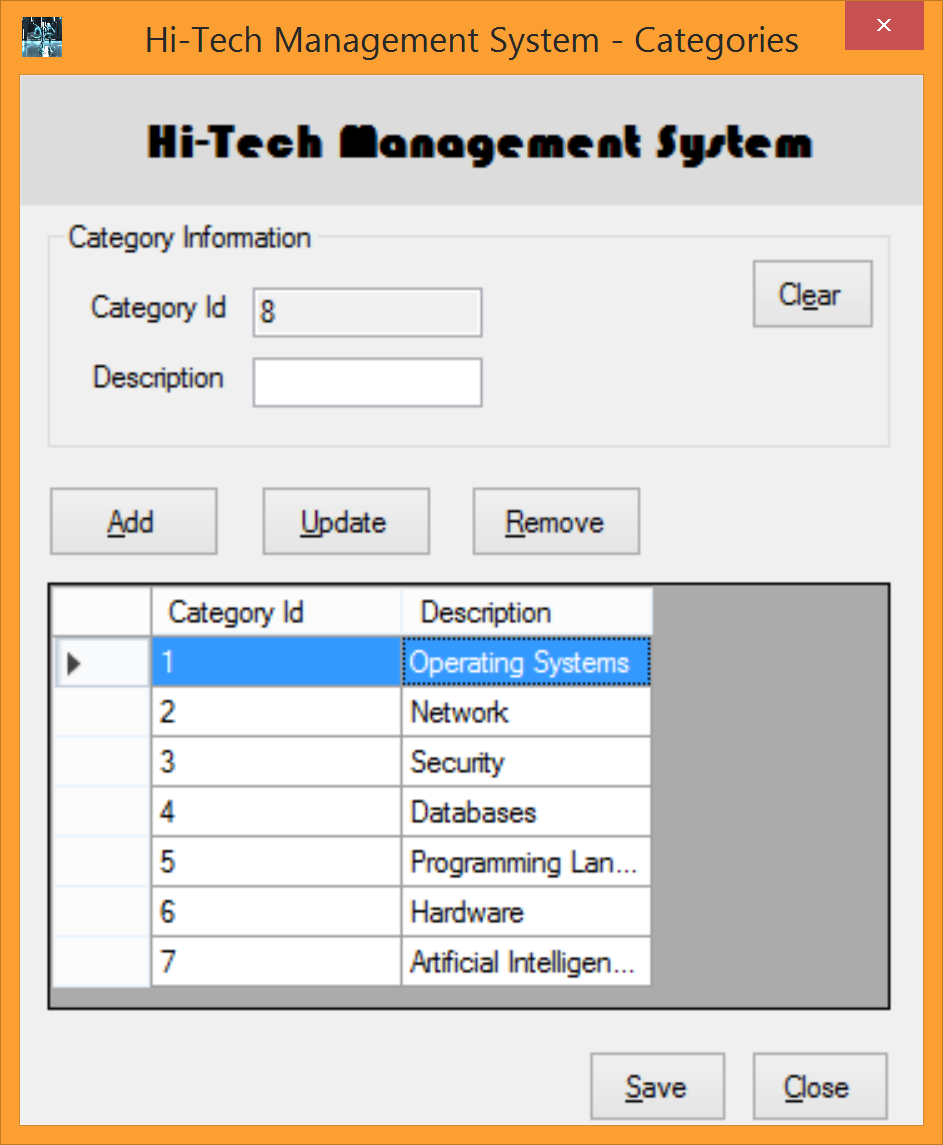 Hi-Tech Management System - Categories
Hi-Tech Management System
Category Information
Category Id 8
Clear
Description
Add Update Remove
Category Id Description
1 Operating Systems
2 Network
3 Security
4 Databases
5 Programming Lan...
6 Hardware
7 Artificial Intelligen...
Save Close